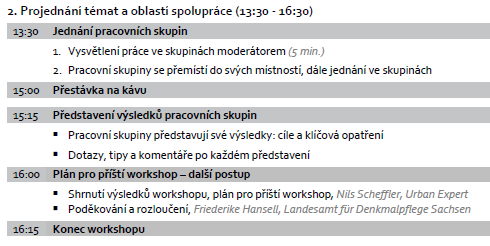 2. Projednání témat a oblastí spolupráce (13:30 - 16:30)
13:30 Jednání pracovních skupin
1. Vysvětlení práce ve skupinách moderátorem (5 min.)
2. Pracovní skupiny se přemístí do svých místností, dále jednání ve skupinách
15:00 Přestávka na kávu
15:15 Představení výsledků pracovních skupin
▪ Pracovní skupiny představují své výsledky: cíle a klíčová opatření
▪ Dotazy, tipy a komentáře po každém představení
16:00 Plán pro příští workshop – další postup
▪ Shrnutí výsledků workshopu, plán pro příští workshop, Nils Scheffler, Urban Expert
▪ Poděkování a rozloučení, Friederike Hansell, Landesamt für Denkmalpflege Sachsen
16:15 Konec workshopu